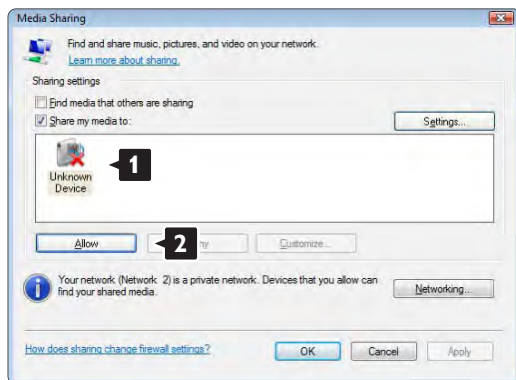 Media Sharing
Find and share music, pictures, and video on your network.
Learn more about sharing.
Sharing settings
Find media that others are sharing
Share my media to:
Settings...
Unknown
Device
1
Allow
2
Customize...
Your network (Network 2) is a private network. Devices that you allow can
find your shared media.
Networking...
How does sharing change firewall settings?
OK
Cancel
Apply